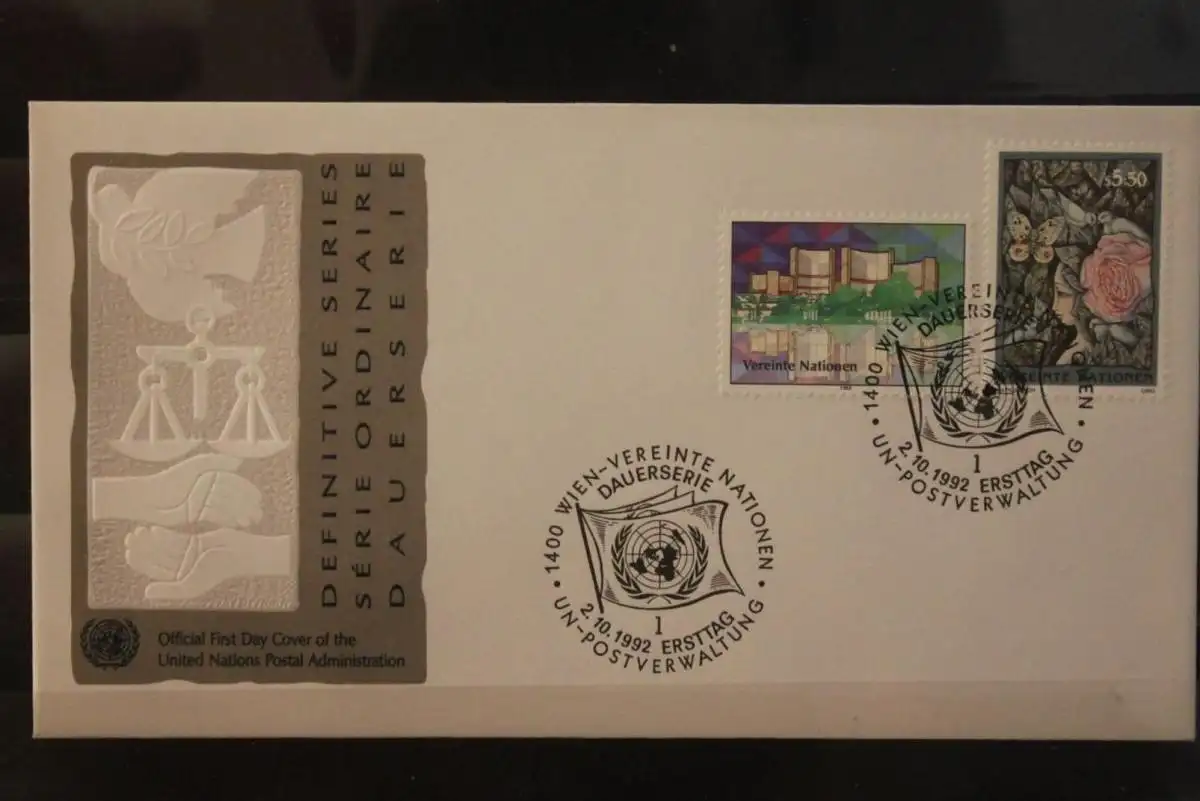 DEFINITIVE SERIES
SÉRIE ORDINAIRE
DAUERSERIE
Official First Day Cover of the
United Nations Postal Administration
Vereinte Nationen
1992
S5.50
VEREINTE NATIONEN
1992
1400 WIEN-VEREINTE NATIONEN
DAUERSERIE
1
2.10.1992 ERSTTAG
UN-POSTVERWALTUNG
1400 WIEN-VEREINTE NATIONEN
DAUERSERIE
1
2.10.1992 ERSTTAG
UN-POSTVERWALTUNG